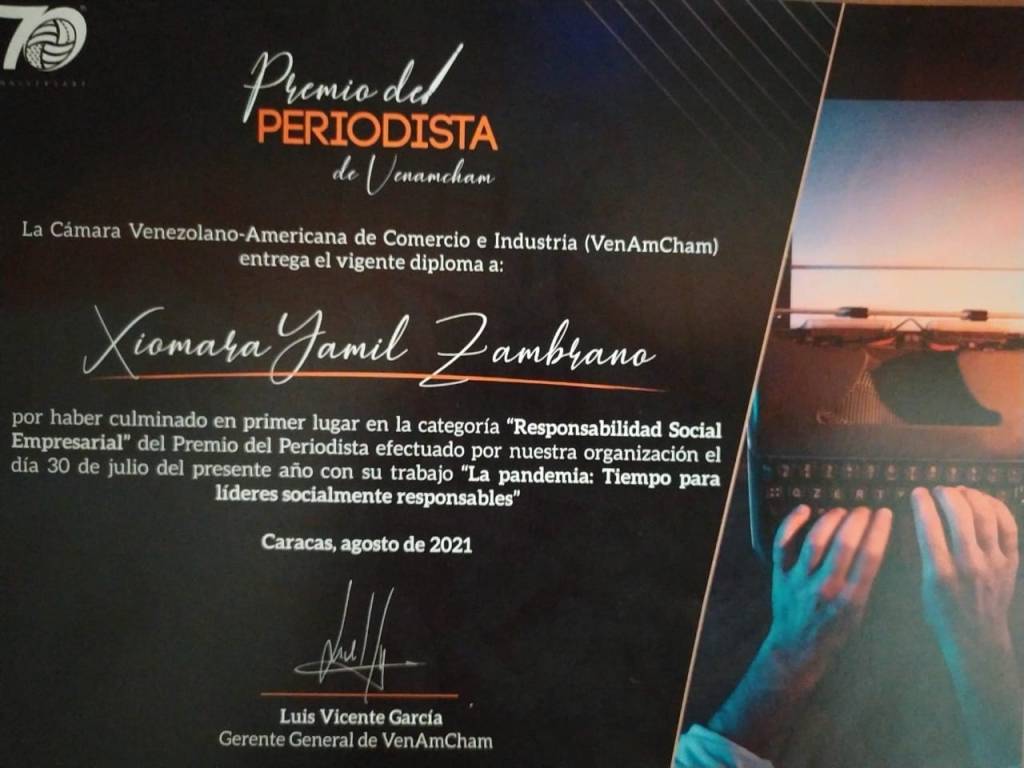 70
ANIVERSARIO
Premio del
PERIODISTA
de Venamcham
La Cámara Venezolano-Americana de Comercio e Industria (VenAmCham)
entrega el vigente diploma a:
Xiomara Yamil Zambrano
por haber culminado en primer lugar en la categoría “Responsabilidad Social
Empresarial” del Premio del Periodista efectuado por nuestra organización el
día 30 de julio del presente año con su trabajo “La pandemia: Tiempo para
líderes socialmente responsables”
Caracas, agosto de 2021
Luis Vicente García
Gerente General de VenAmCham